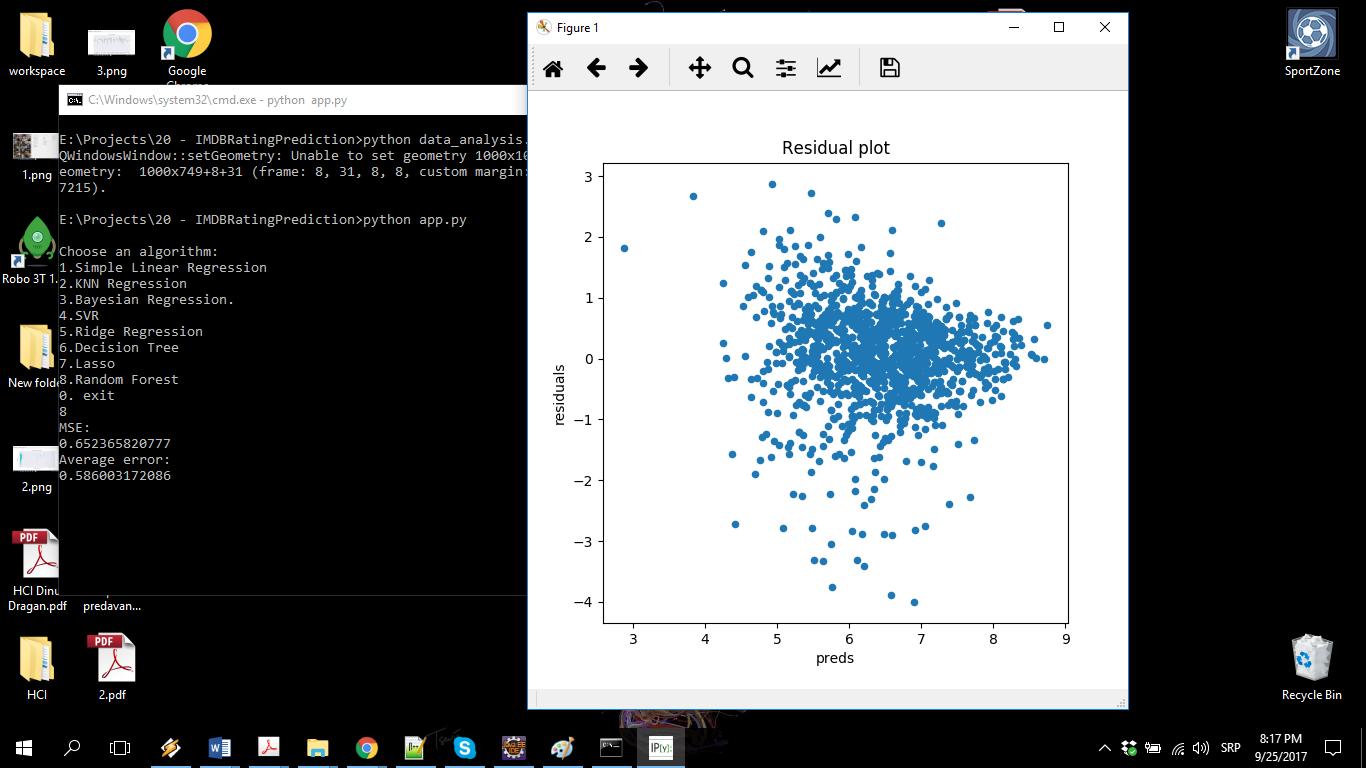 workspace
3.png
Google
Chrome
1.png
Robo 3T 1.
New folde
2.png
HCI Dinu
Dragan.pdf
predavan...
HCI
2.pdf
SportZone
Recycle Bin
C:\Windows\system32\cmd.exe - python app.py
E:\Projects\20 - IMDBRatingPrediction>python data_analysis.
QWindowsWindow::setGeometry: Unable to set geometry 1000x10
eometry: 1000x749+8+31 (frame: 8, 31, 8, 8, custom margin:
7215).
E:\Projects\20 - IMDBRatingPrediction>python app.py
Choose an algorithm:
1.Simple Linear Regression
2.KNN Regression
3.Bayesian Regression.
4.SVR
5.Ridge Regression
6.Decision Tree
7.Lasso
8.Random Forest
0. exit
8
MSE:
0.652365820777
Average error:
0.586003172086
Figure 1
Residual plot
3
2
1
0
−1
−2
−3
−4
residuals
3 4 5 6 7 8 9
preds
IP[y]:
SRP
8:17 PM
9/25/2017